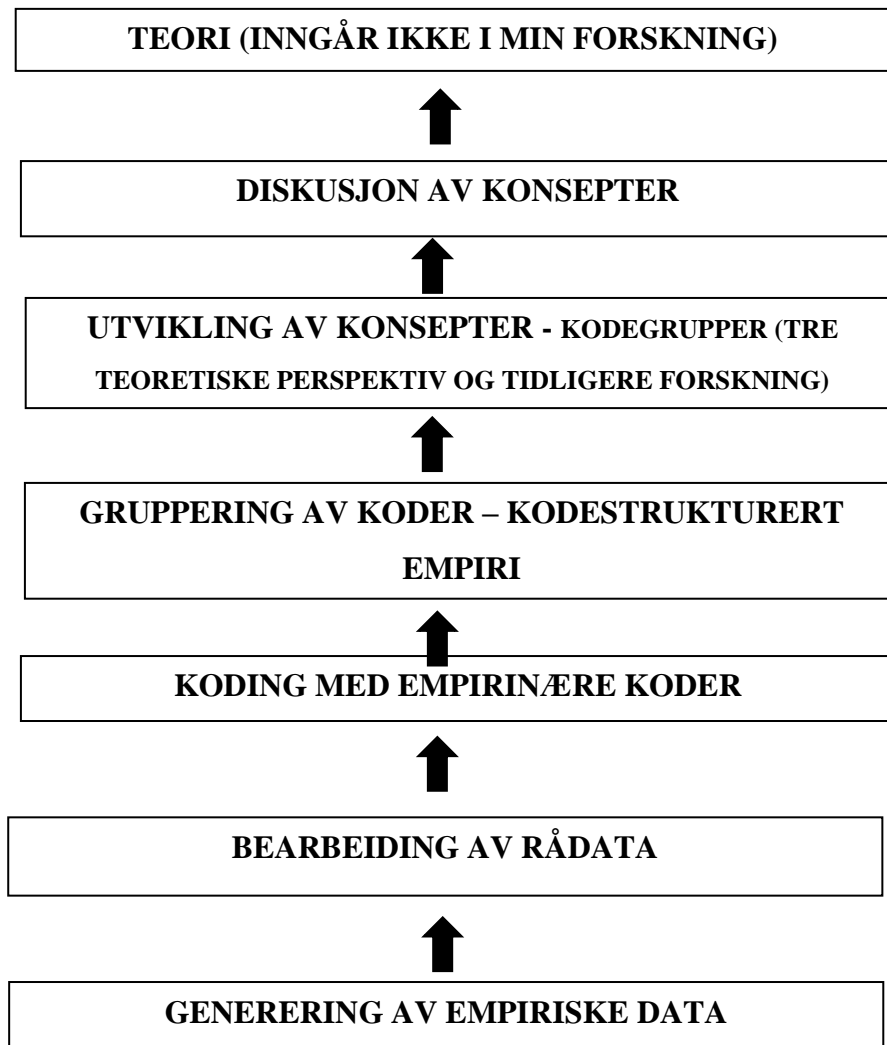 TEORI (INNGÅR IKKE I MIN FORSKNING)
DISKUSJON AV KONSEPTER
UTVIKLING AV KONSEPTER - KODEGRUPPER (TRE
TEORETISKE PERSPEKTIV OG TIDLIGERE FORSKNING)
GRUPPERING AV KODER – KODESTRUKTURERT
EMPIRI
KODING MED EMPIRINÆRE KODER
BEARBEIDING AV RÅDATA
GENERERING AV EMPIRISKE DATA